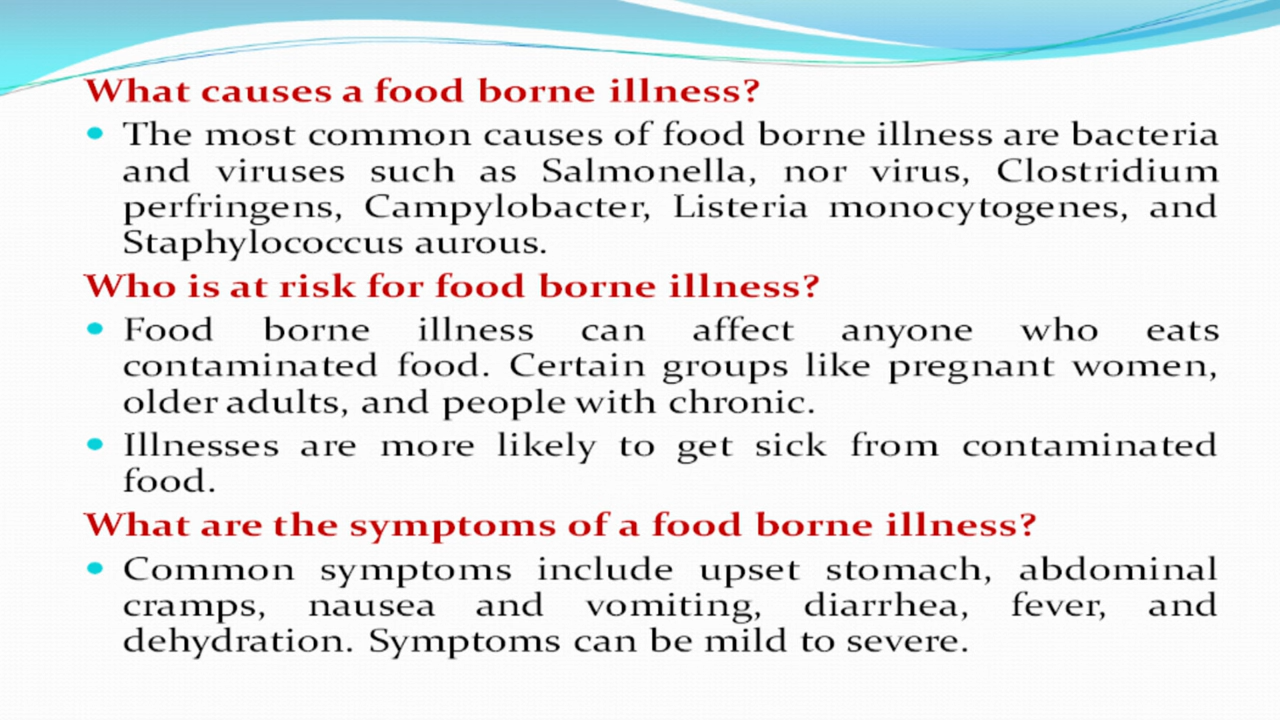 What causes a food borne illness?
• The most common causes of food borne illness are bacteria
and viruses such as Salmonella, nor virus, Clostridium
perfringens, Campylobacter, Listeria monocytogenes, and
Staphylococcus aurous.
Who is at risk for food borne illness?
• Food borne illness can affect anyone who eats
contaminated food. Certain groups like pregnant women,
older adults, and people with chronic.
• Illnesses are more likely to get sick from contaminated
food.
What are the symptoms of a food borne illness?
• Common symptoms include upset stomach, abdominal
cramps, nausea and vomiting, diarrhea, fever, and
dehydration. Symptoms can be mild to severe.